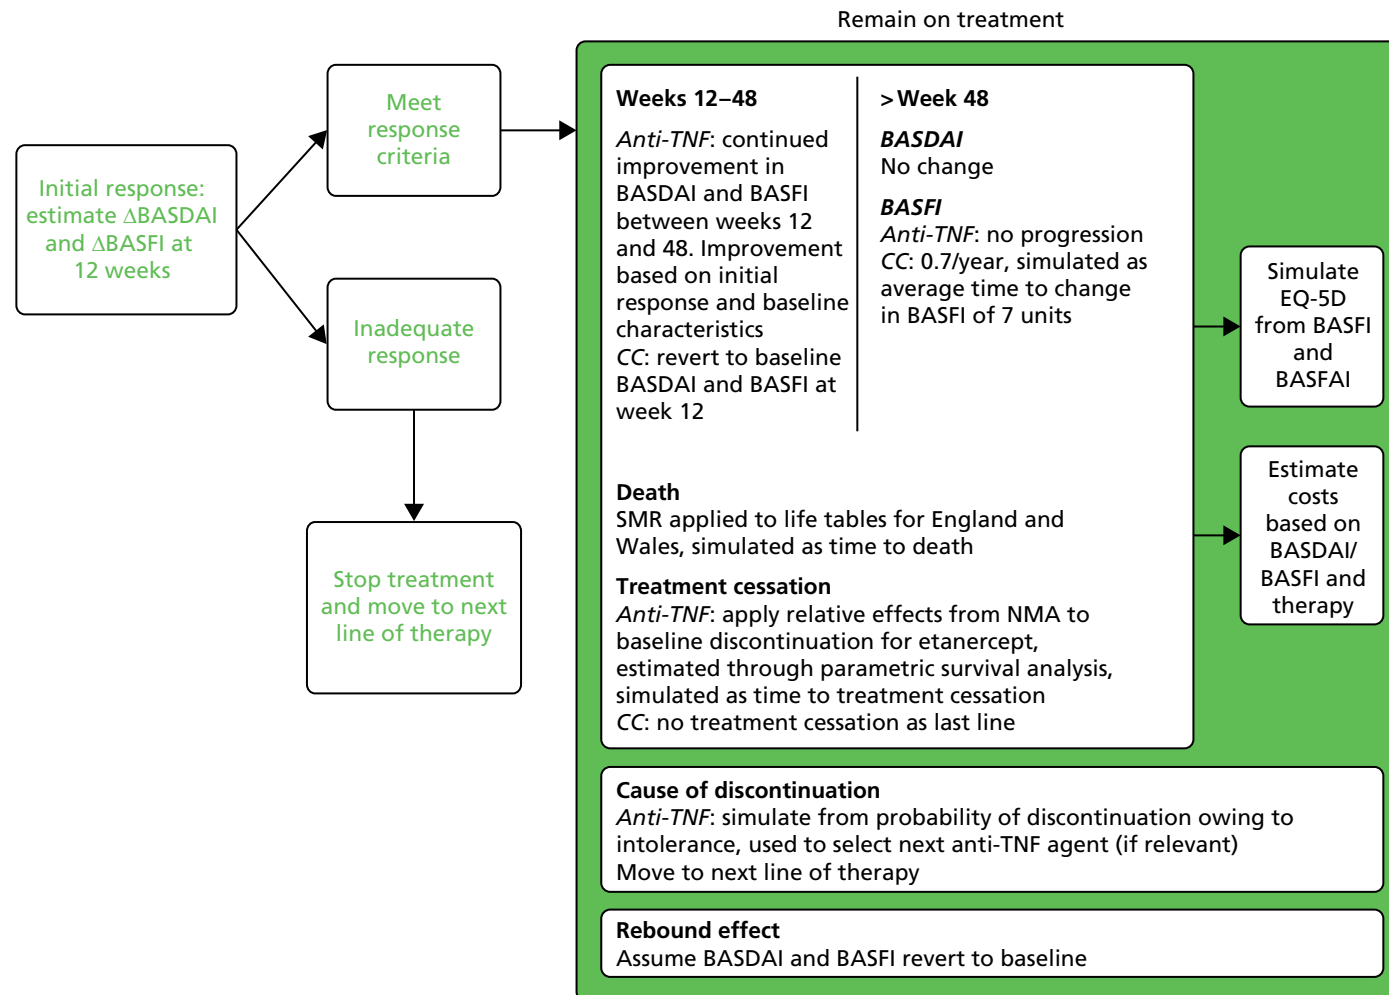 Remain on treatment
Initial response:
estimate ΔBASDAI
and ΔBASFI at
12 weeks
Meet
response
criteria
Inadequate
response
Stop treatment
and move to next
line of therapy
Weeks 12–48
Anti-TNF: continued
improvement in
BASDAI and BASFI
between weeks 12
and 48. Improvement
based on initial
response and baseline
characteristics
CC: revert to baseline
BASDAI and BASFI at
week 12
> Week 48
BASDAI
No change
BASFI
Anti-TNF: no progression
CC: 0.7/year, simulated as
average time to change
in BASFI of 7 units
Death
SMR applied to life tables for England and
Wales, simulated as time to death
Treatment cessation
Anti-TNF: apply relative effects from NMA to
baseline discontinuation for etanercept,
estimated through parametric survival analysis,
simulated as time to treatment cessation
CC: no treatment cessation as last line
Simulate
EQ-5D
from BASFI
and
BASFAI
Estimate
costs
based on
BASDAI/
BASFI and
therapy
Cause of discontinuation
Anti-TNF: simulate from probability of discontinuation owing to
intolerance, used to select next anti-TNF agent (if relevant)
Move to next line of therapy
Rebound effect
Assume BASDAI and BASFI revert to baseline